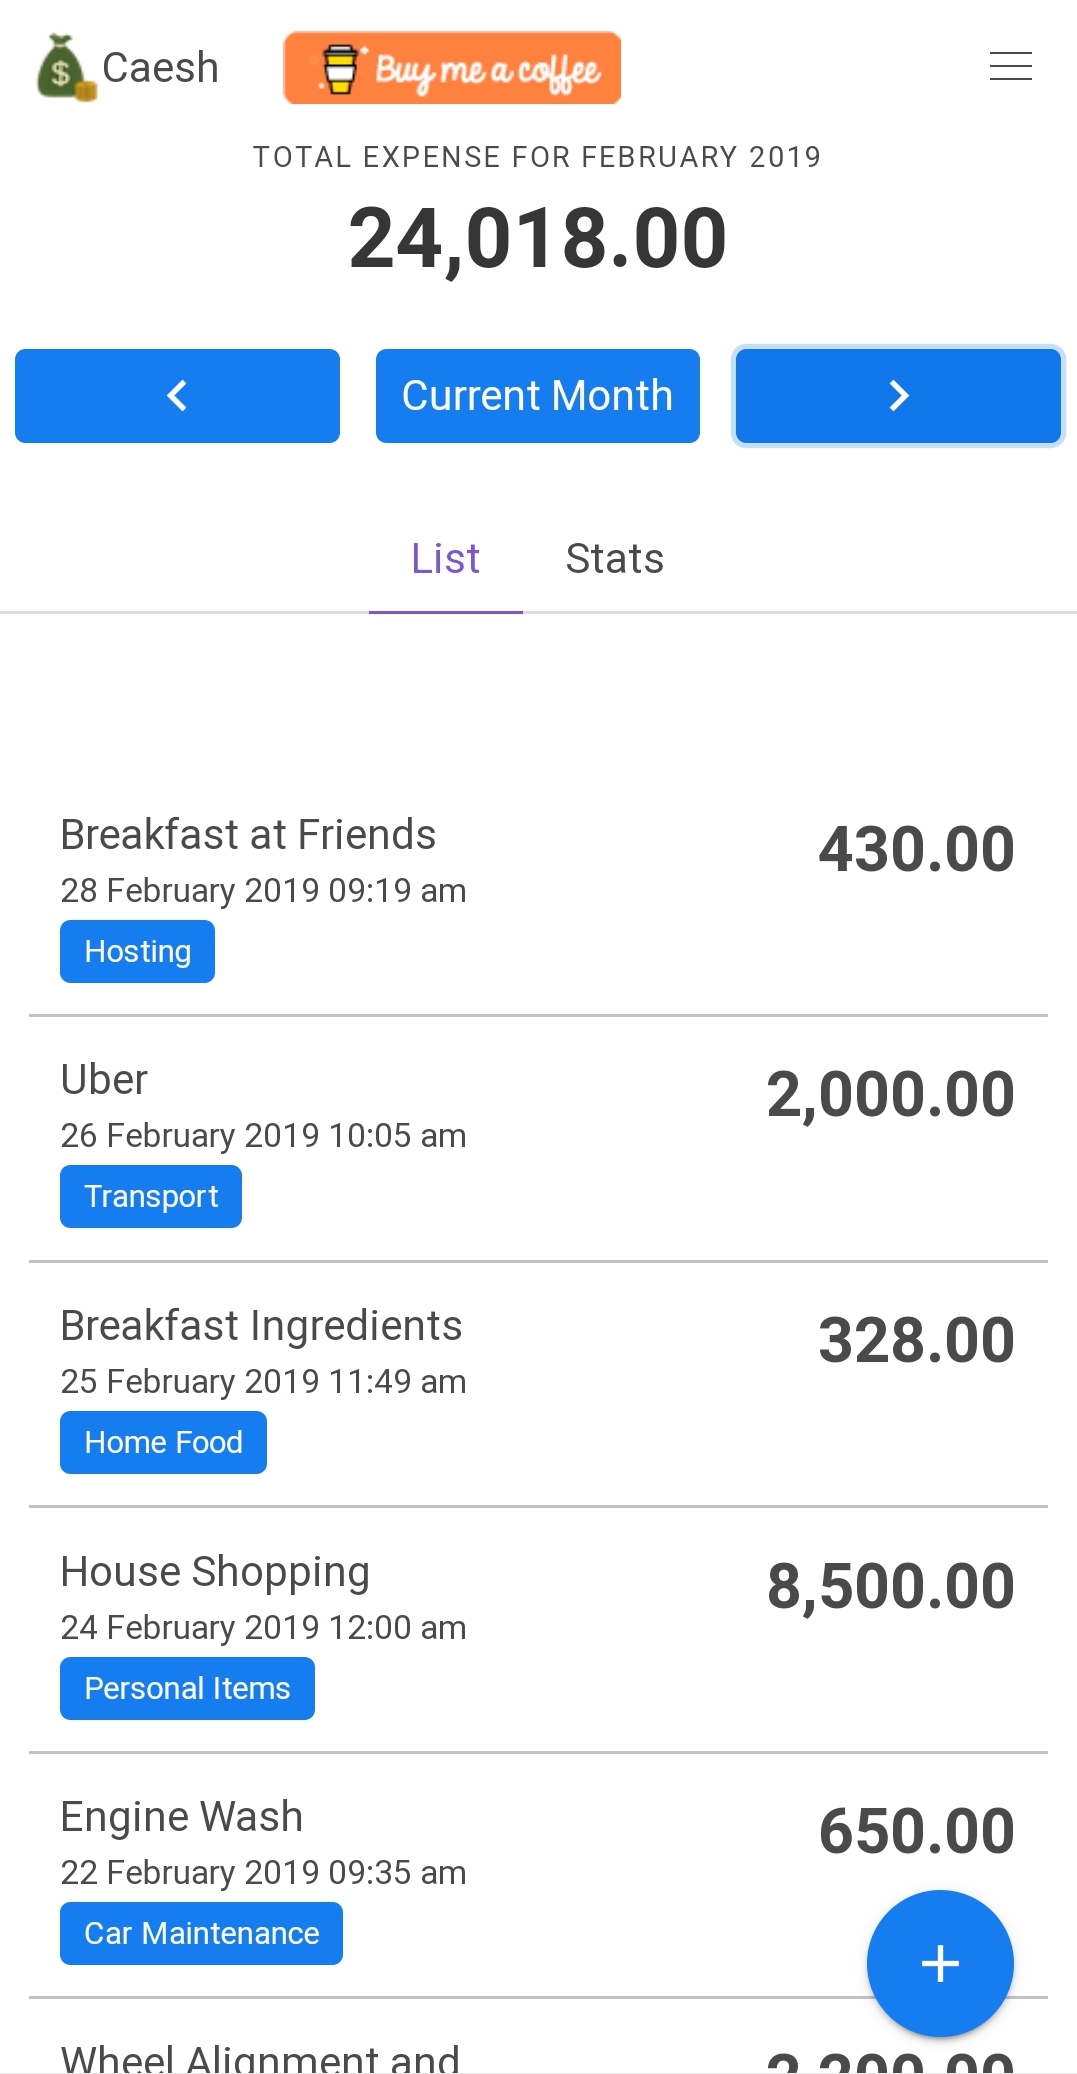 Caesh
Buy me a coffee
TOTAL EXPENSE FOR FEBRUARY 2019
24,018.00
Current Month
List Stats
Breakfast at Friends 430.00
28 February 2019 09:19 am
Hosting
Uber 2,000.00
26 February 2019 10:05 am
Transport
Breakfast Ingredients 328.00
25 February 2019 11:49 am
Home Food
House Shopping 8,500.00
24 February 2019 12:00 am
Personal Items
Engine Wash 650.00
22 February 2019 09:35 am
Car Maintenance
Wheel Alignment and